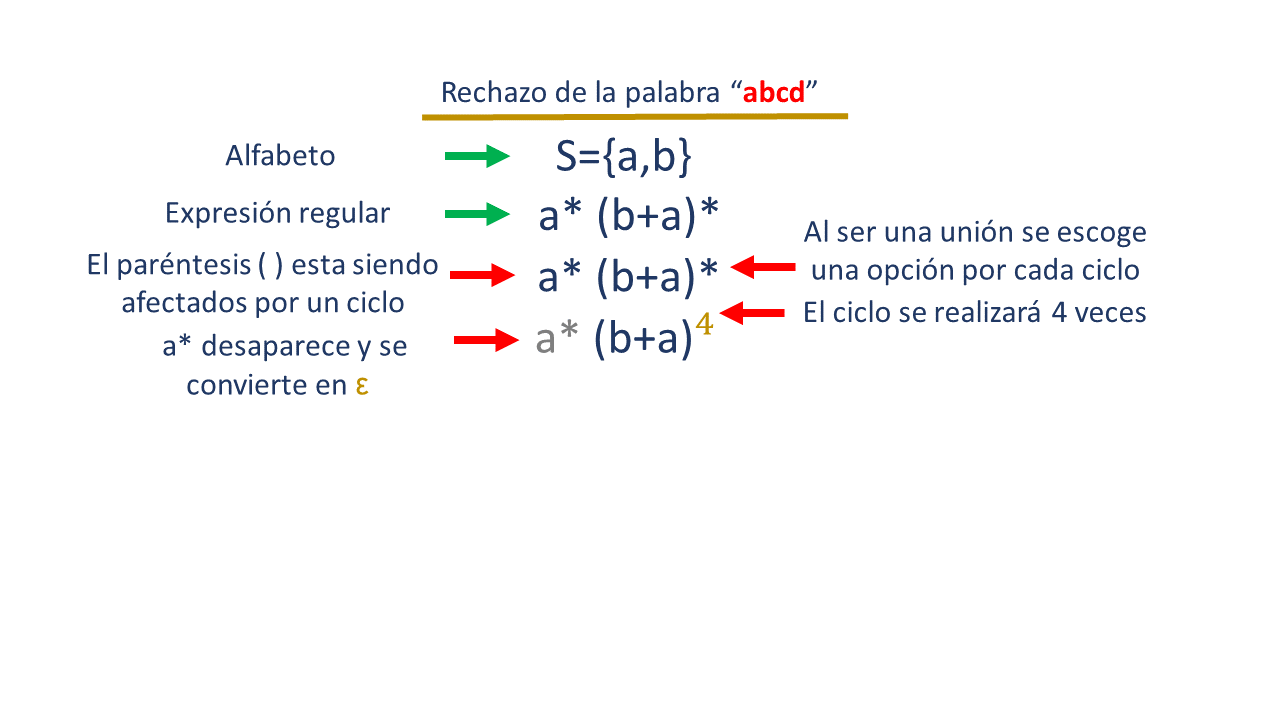 Rechazo de la palabra “abcd”
Alfabeto
S={a,b}
Expresión regular
a* (b+a)*
El paréntesis ( ) esta siendo
afectados por un ciclo
a* (b+a)*
Al ser una unión se escoge
una opción por cada ciclo
a* desaparece y se
convierte en ε
a* (b+a)⁴
El ciclo se realizará 4 veces